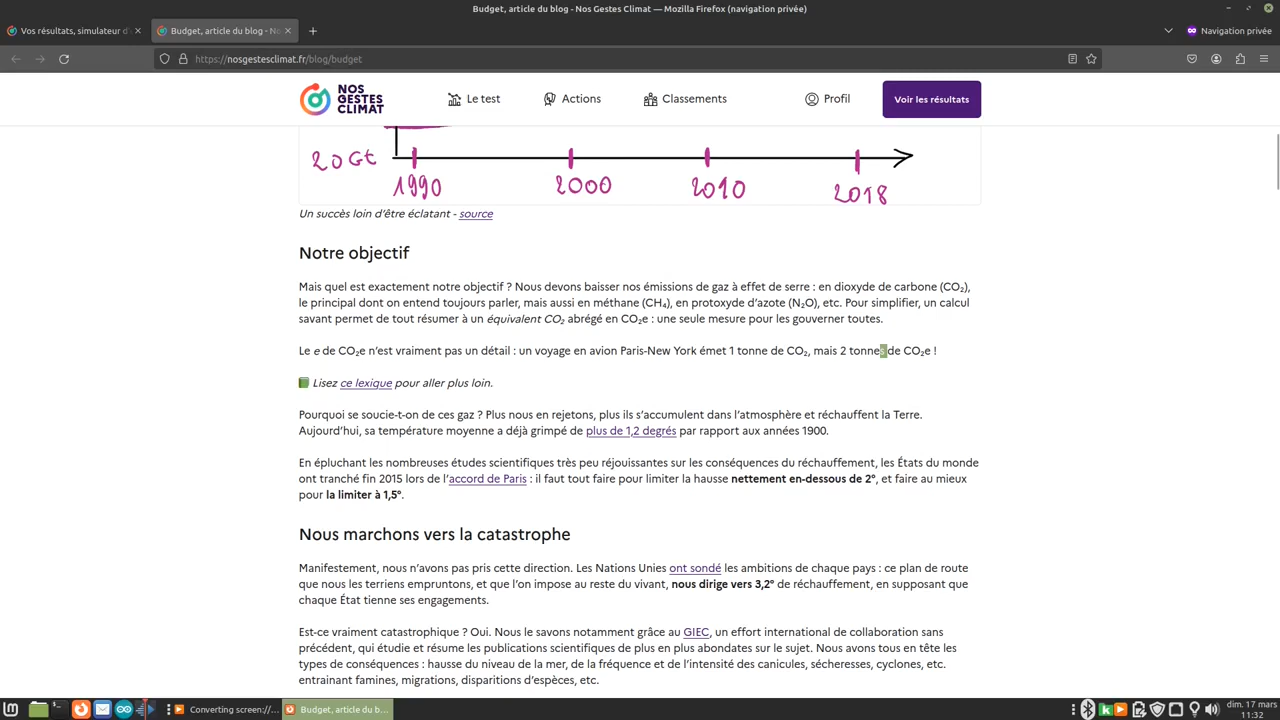 Budget, article du blog - Nos Gestes Climat — Mozilla Firefox (navigation privée)
Vos résultats, simulateur d'
Budget, article du blog - No
Navigation privée
https://nosgestesclimat.fr/blog/budget
NOS GESTES CLIMAT
Le test
Actions
Classements
Profil
Voir les résultats
20 Gt
1990
2000
2010
2018
Un succès loin d’être éclatant - source
Notre objectif
Mais quel est exactement notre objectif ? Nous devons baisser nos émissions de gaz à effet de serre : en dioxyde de carbone (CO₂),
le principal dont on entend toujours parler, mais aussi en méthane (CH₄), en protoxyde d’azote (N₂O), etc. Pour simplifier, un calcul
savant permet de tout résumer à un équivalent CO₂ abrégé en CO₂e : une seule mesure pour les gouverner toutes.
Le e de CO₂e n’est vraiment pas un détail : un voyage en avion Paris-New York émet 1 tonne de CO₂, mais 2 tonnes de CO₂e !
Lisez ce lexique pour aller plus loin.
Pourquoi se soucie-t-on de ces gaz ? Plus nous en rejetons, plus ils s’accumulent dans l’atmosphère et réchauffent la Terre.
Aujourd’hui, sa température moyenne a déjà grimpé de plus de 1,2 degrés par rapport aux années 1900.
En épluchant les nombreuses études scientifiques très peu réjouissantes sur les conséquences du réchauffement, les États du monde
ont tranché fin 2015 lors de l’accord de Paris : il faut tout faire pour limiter la hausse nettement en-dessous de 2°, et faire au mieux
pour la limiter à 1,5°.
Nous marchons vers la catastrophe
Manifestement, nous n’avons pas pris cette direction. Les Nations Unies ont sondé les ambitions de chaque pays : ce plan de route
que nous les terriens empruntons, et que l’on impose au reste du vivant, nous dirige vers 3,2° de réchauffement, en supposant que
chaque État tienne ses engagements.
Est-ce vraiment catastrophique ? Oui. Nous le savons notamment grâce au GIEC, un effort international de collaboration sans
précédent, qui étudie et résume les publications scientifiques de plus en plus abondates sur le sujet. Nous avons tous en tête les
types de conséquences : hausse du niveau de la mer, de la fréquence et de l’intensité des canicules, sécheresses, cyclones, etc.
entrainant famines, migrations, disparitions d’espèces, etc.
Converting screen://...
Budget, article du b...
dim. 17 mars
11:32